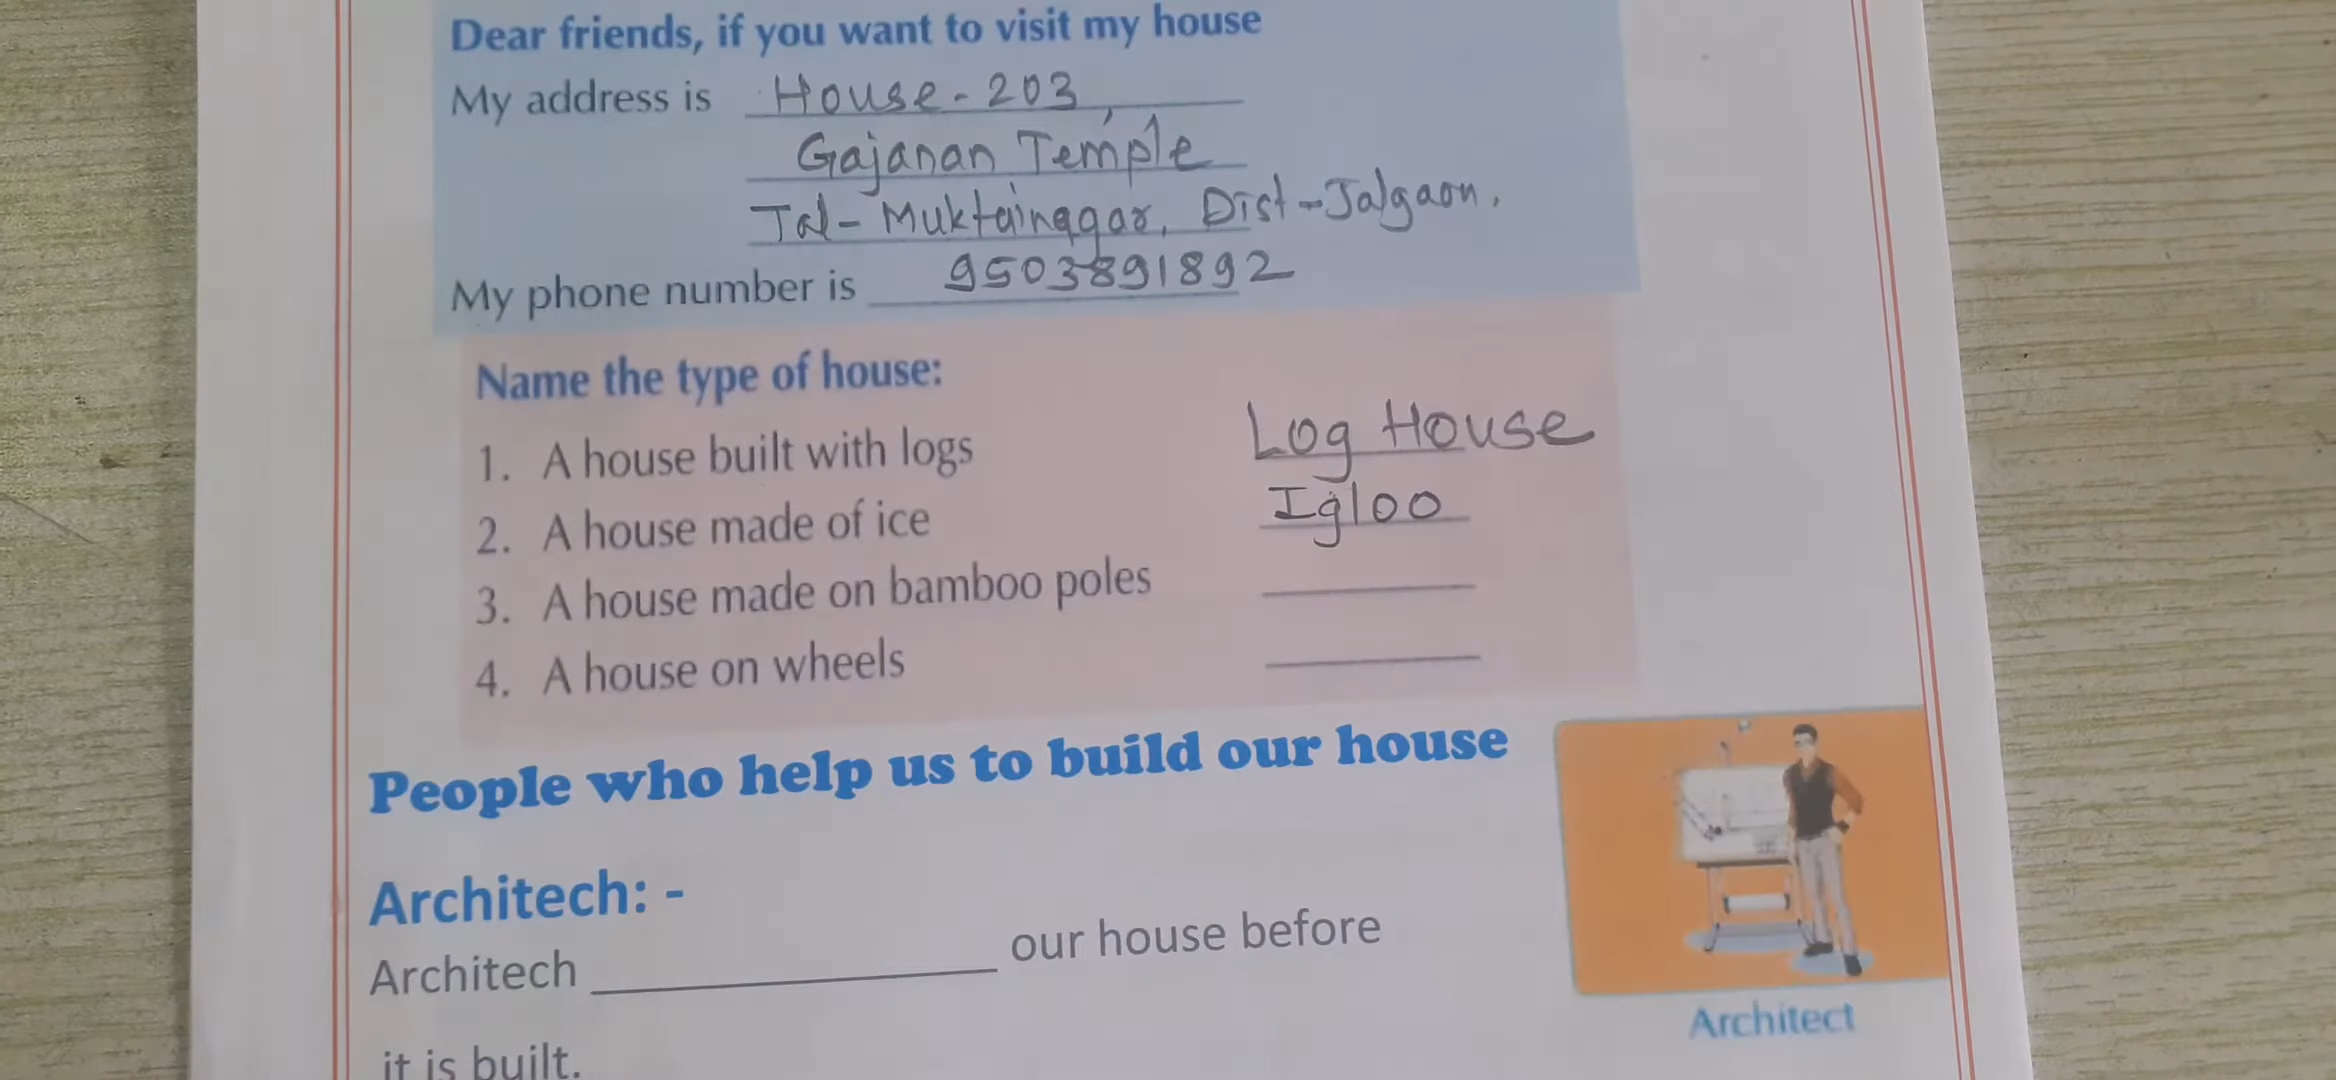 Dear friends, if you want to visit my house
My address is House - 203,
Gajanan Temple
Tal - Muktainagar, Dist - Jalgaon.
My phone number is 9503891892
Name the type of house:
1. A house built with logs Log House
2. A house made of ice Igloo
3. A house made on bamboo poles
4. A house on wheels
People who help us to build our house
Architech: -
Architech ____________ our house before
it is built.
Architect